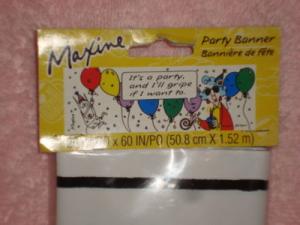 Maxine
Party Banner
Bannière de fête
It's a party,
and I'll gripe
if I want to.
x 60 IN/PO (50.8 cm X 1.52 m)